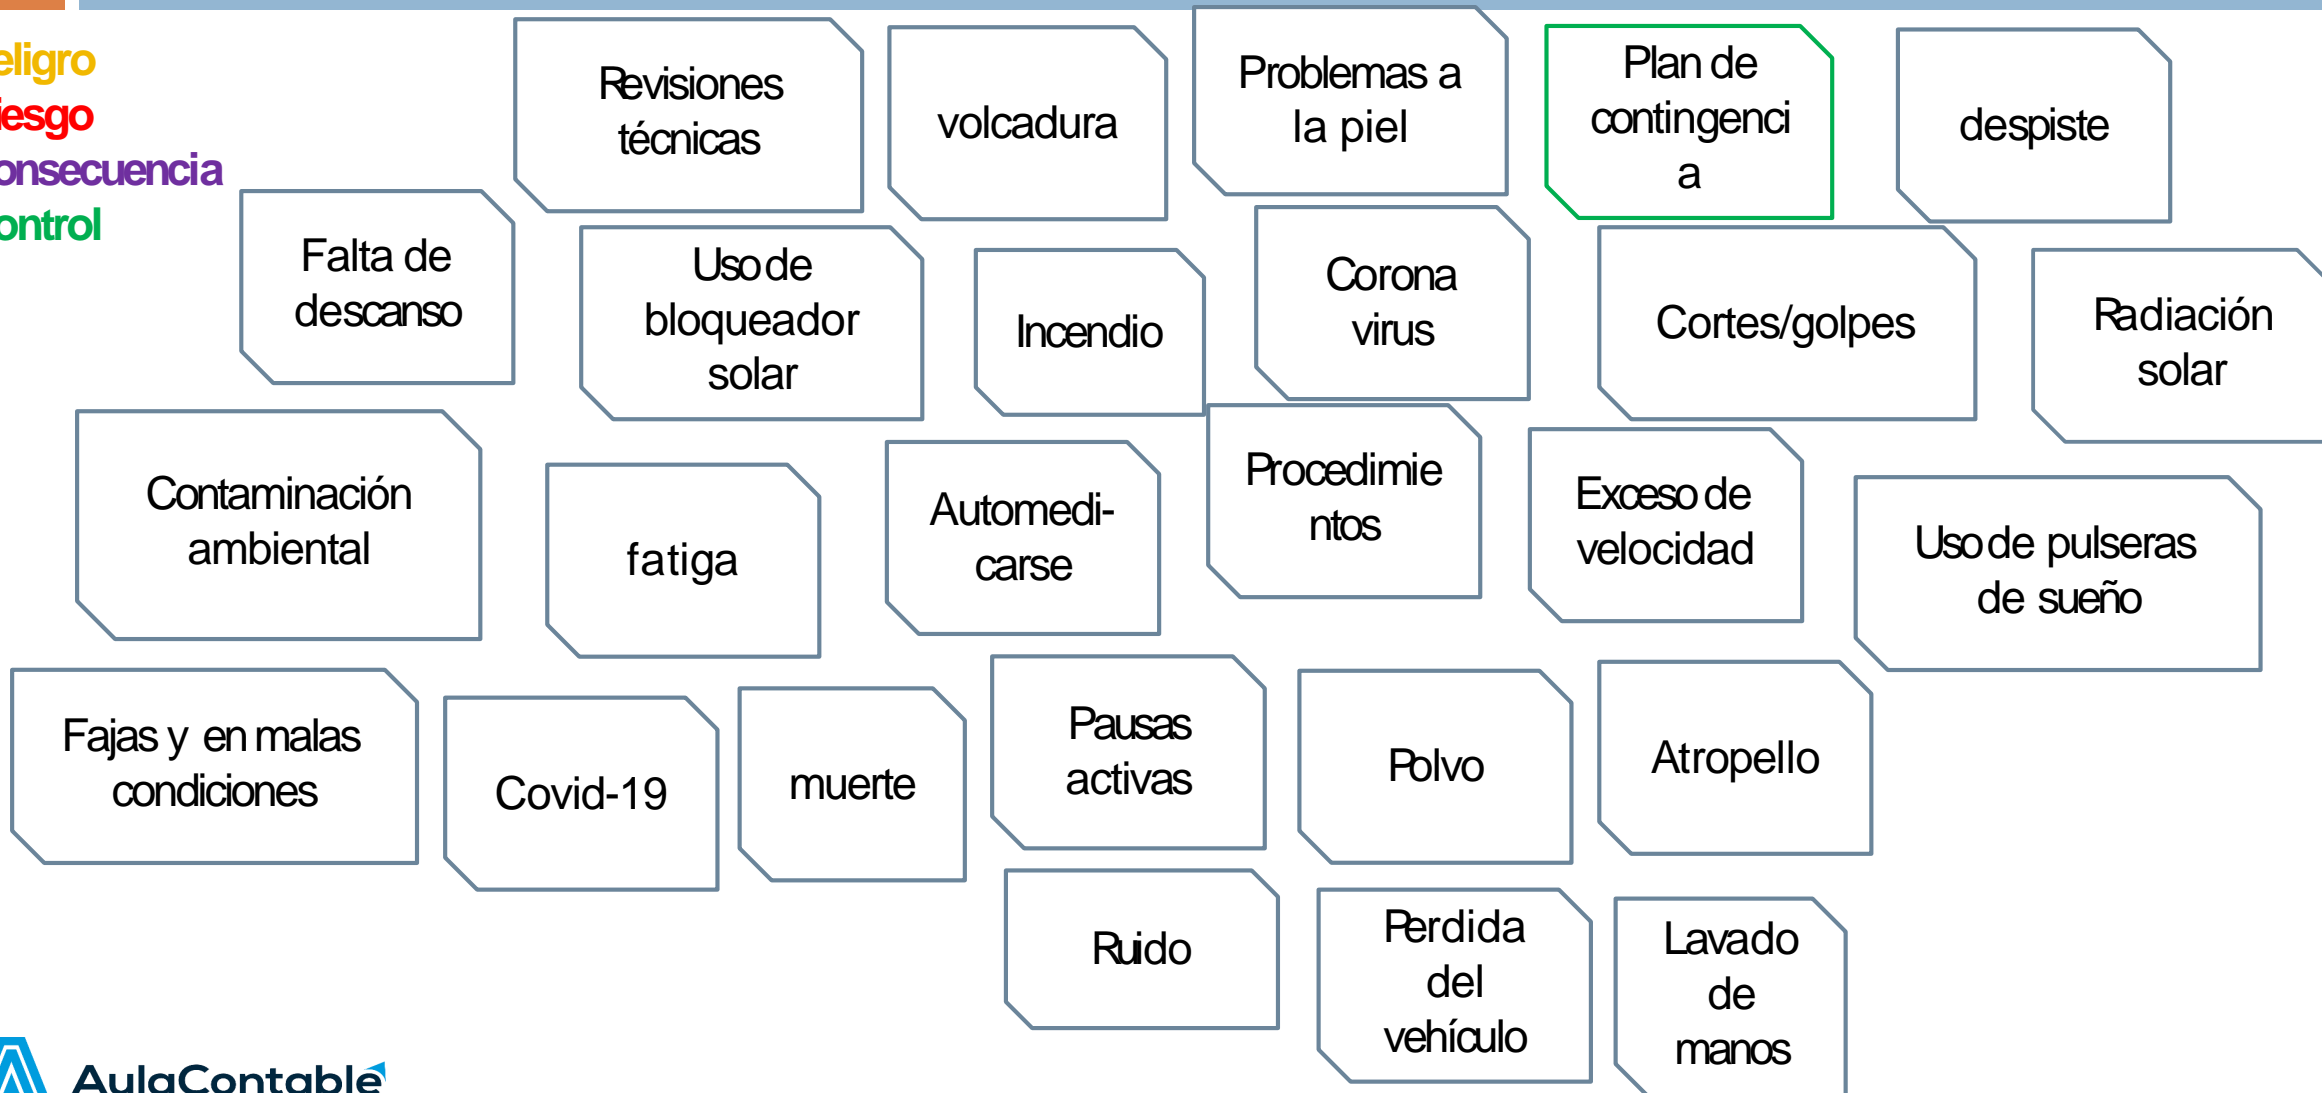 eligro
iesgo
onsecuencia
ontrol
Revisiones
técnicas
volcadura
Problemas a
la piel
Plan de
contingenci
a
despiste
Falta de
descanso
Uso de
bloqueador
solar
Incendio
Corona
virus
Cortes/golpes
Radiación
solar
Contaminación
ambiental
fatiga
Automedi-
carse
Procedimie
ntos
Exceso de
velocidad
Uso de pulseras
de sueño
Fajas y en malas
condiciones
Covid-19
muerte
Pausas
activas
Polvo
Atropello
Ruido
Perdida
del
vehículo
Lavado
de
manos
AulaContable